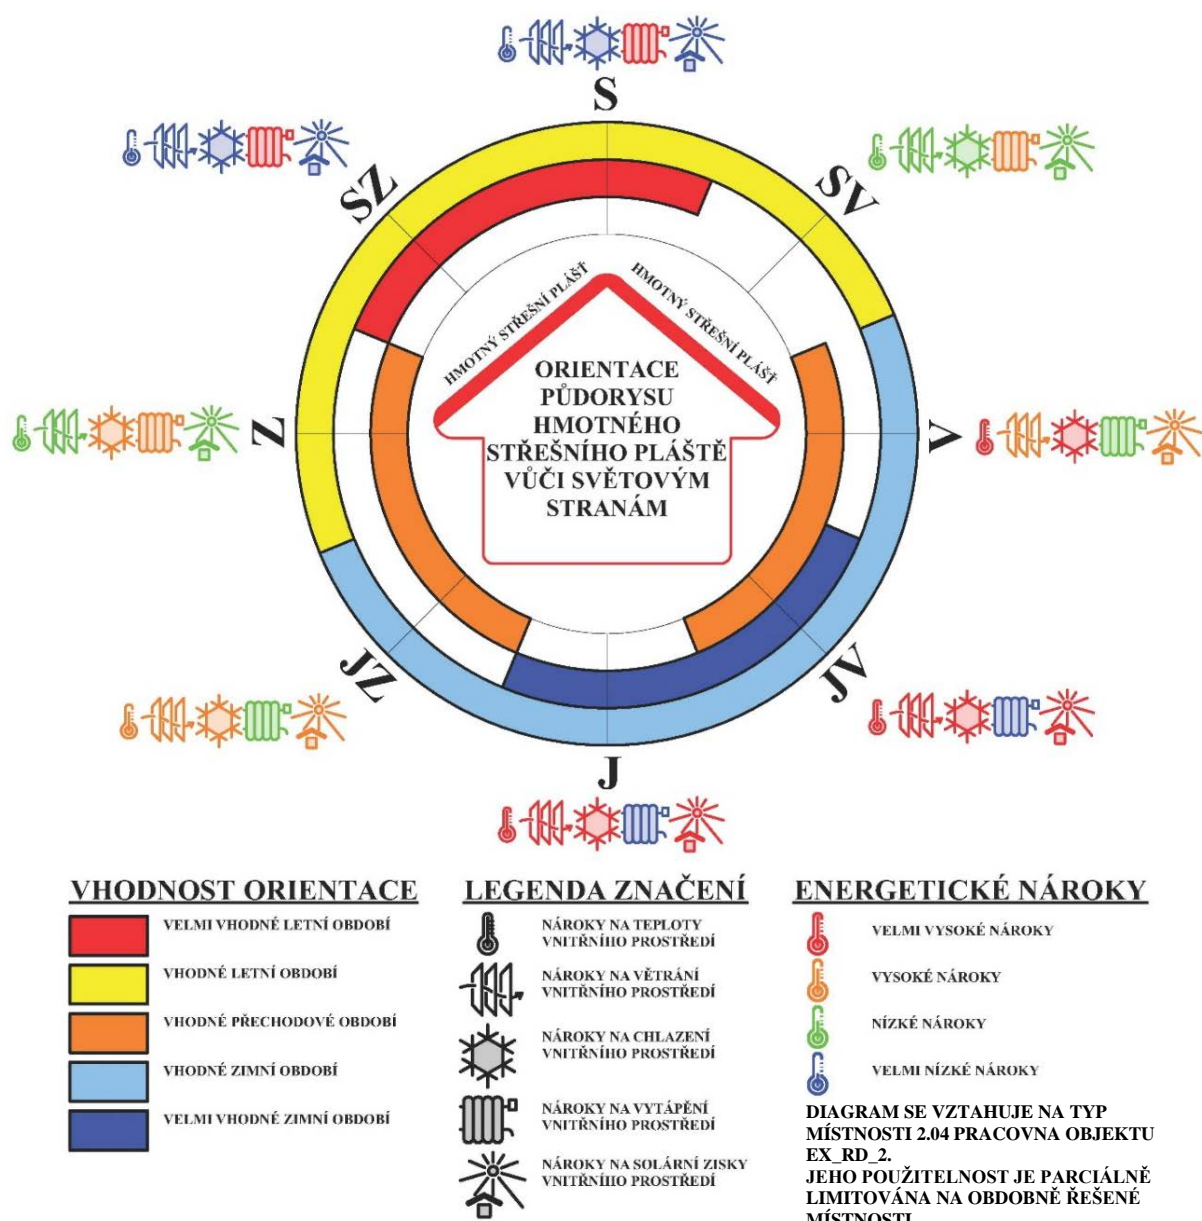 S
SZ
SV
HMOTNÝ STŘEŠNÍ PLÁŠŤ
HMOTNÝ STŘEŠNÍ PLÁŠŤ
ORIENTACE
PŮDORYSU
HMOTNÉHO
STŘEŠNÍHO PLÁŠTĚ
VŮČI SVĚTOVÝM
STRANÁM
Z
V
JZ
JV
J
VHODNOST ORIENTACE
VELMI VHODNÉ LETNÍ OBDOBÍ
VHODNÉ LETNÍ OBDOBÍ
VHODNÉ PŘECHODOVÉ OBDOBÍ
VHODNÉ ZIMNÍ OBDOBÍ
VELMI VHODNÉ ZIMNÍ OBDOBÍ
LEGENDA ZNAČENÍ
NÁROKY NA TEPLOTY
VNITŘNÍHO PROSTŘEDÍ
NÁROKY NA VĚTRÁNÍ
VNITŘNÍHO PROSTŘEDÍ
NÁROKY NA CHLAZENÍ
VNITŘNÍHO PROSTŘEDÍ
NÁROKY NA VYTÁPĚNÍ
VNITŘNÍHO PROSTŘEDÍ
NÁROKY NA SOLÁRNÍ ZISKY
VNITŘNÍHO PROSTŘEDÍ
ENERGETICKÉ NÁROKY
VELMI VYSOKÉ NÁROKY
VYSOKÉ NÁROKY
NÍZKÉ NÁROKY
VELMI NÍZKÉ NÁROKY
DIAGRAM SE VZTAHUJE NA TYP
MÍSTNOSTI 2.04 PRACOVNA OBJEKTU
EX_RD_2.
JEHO POUŽITELNOST JE PARCIÁLNĚ
LIMITOVÁNA NA OBDOBNĚ ŘEŠENÉ
MÍSTNOSTI